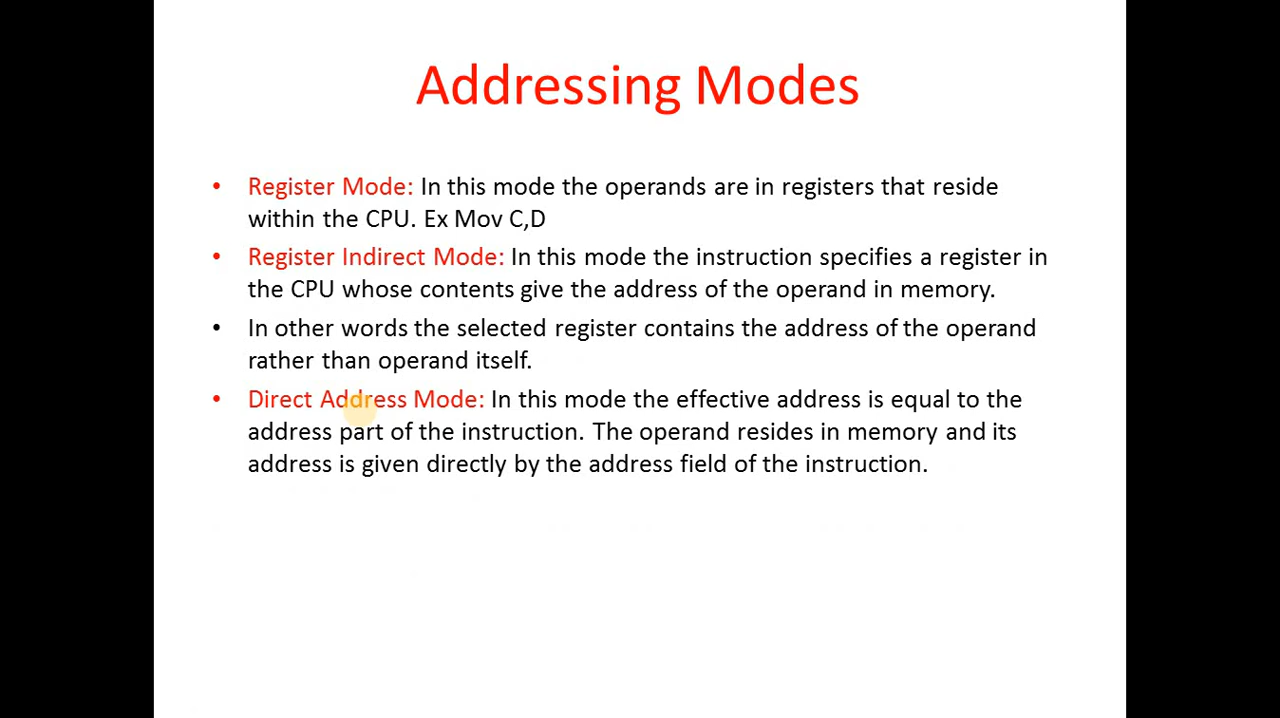 Addressing Modes
• Register Mode: In this mode the operands are in registers that reside
within the CPU. Ex Mov C,D
• Register Indirect Mode: In this mode the instruction specifies a register in
the CPU whose contents give the address of the operand in memory.
• In other words the selected register contains the address of the operand
rather than operand itself.
• Direct Address Mode: In this mode the effective address is equal to the
address part of the instruction. The operand resides in memory and its
address is given directly by the address field of the instruction.